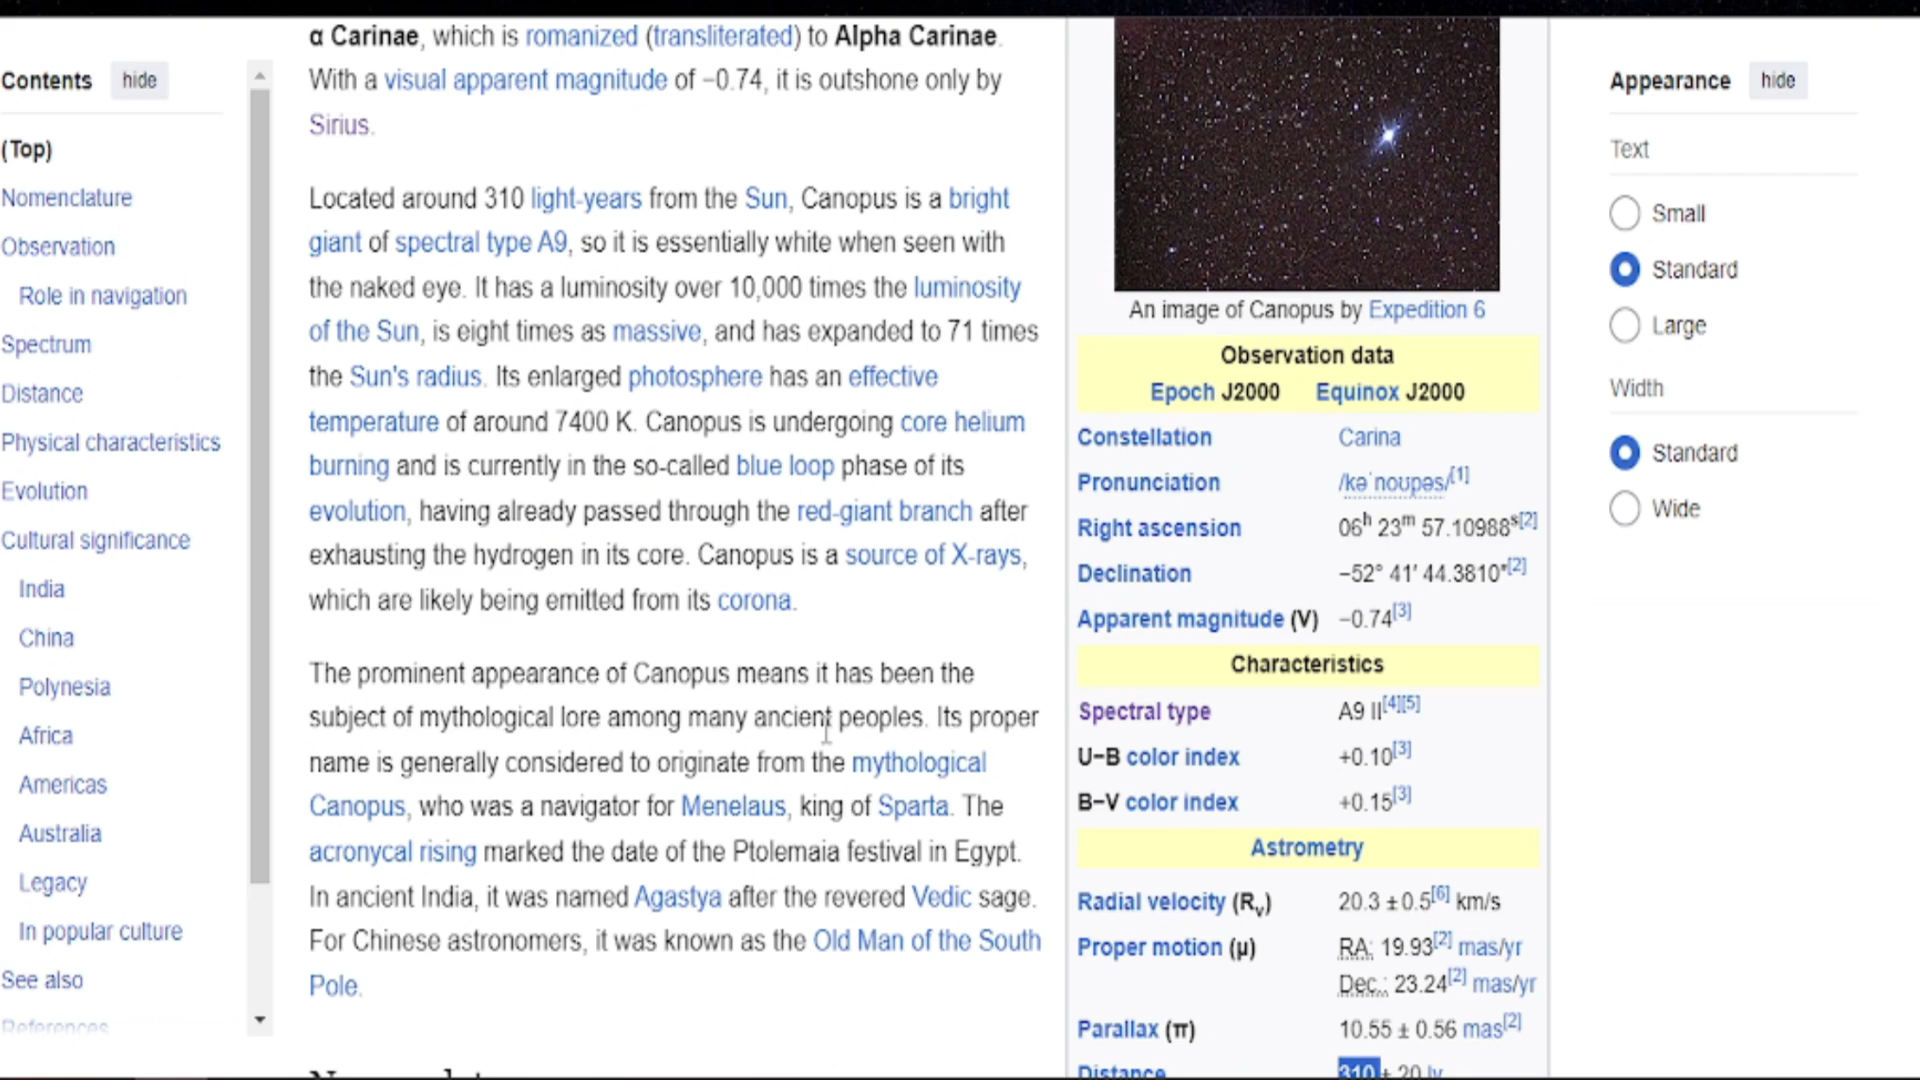 α Carinae, which is romanized (transliterated) to Alpha Carinae.
With a visual apparent magnitude of −0.74, it is outshone only by
Sirius.
Located around 310 light-years from the Sun, Canopus is a bright
giant of spectral type A9, so it is essentially white when seen with
the naked eye. It has a luminosity over 10,000 times the luminosity
of the Sun, is eight times as massive, and has expanded to 71 times
the Sun's radius. Its enlarged photosphere has an effective
temperature of around 7400 K. Canopus is undergoing core helium
burning and is currently in the so-called blue loop phase of its
evolution, having already passed through the red-giant branch after
exhausting the hydrogen in its core. Canopus is a source of X-rays,
which are likely being emitted from its corona.
The prominent appearance of Canopus means it has been the
subject of mythological lore among many ancient peoples. Its proper
name is generally considered to originate from the mythological
Canopus, who was a navigator for Menelaus, king of Sparta. The
acronycal rising marked the date of the Ptolemaia festival in Egypt.
In ancient India, it was named Agastya after the revered Vedic sage.
For Chinese astronomers, it was known as the Old Man of the South
Pole.
Contents hide
(Top)
Nomenclature
Observation
Role in navigation
Spectrum
Distance
Physical characteristics
Evolution
Cultural significance
India
China
Polynesia
Africa
Americas
Australia
Legacy
In popular culture
See also
References
An image of Canopus by Expedition 6
Observation data
Epoch J2000 Equinox J2000
Constellation Carina
Pronunciation /kəˈnoʊpəs/[1]
Right ascension 06h 23m 57.10988s[2]
Declination −52° 41′ 44.3810″[2]
Apparent magnitude (V) −0.74[3]
Characteristics
Spectral type A9 II[4][5]
U−B color index +0.10[3]
B−V color index +0.15[3]
Astrometry
Radial velocity (Rv) 20.3 ± 0.5[6] km/s
Proper motion (μ) RA: 19.93[2] mas/yr
Dec.: 23.24[2] mas/yr
Parallax (π) 10.55 ± 0.56 mas[2]
Distance 310 ± 20 ly
Appearance hide
Text
Small
Standard
Large
Width
Standard
Wide